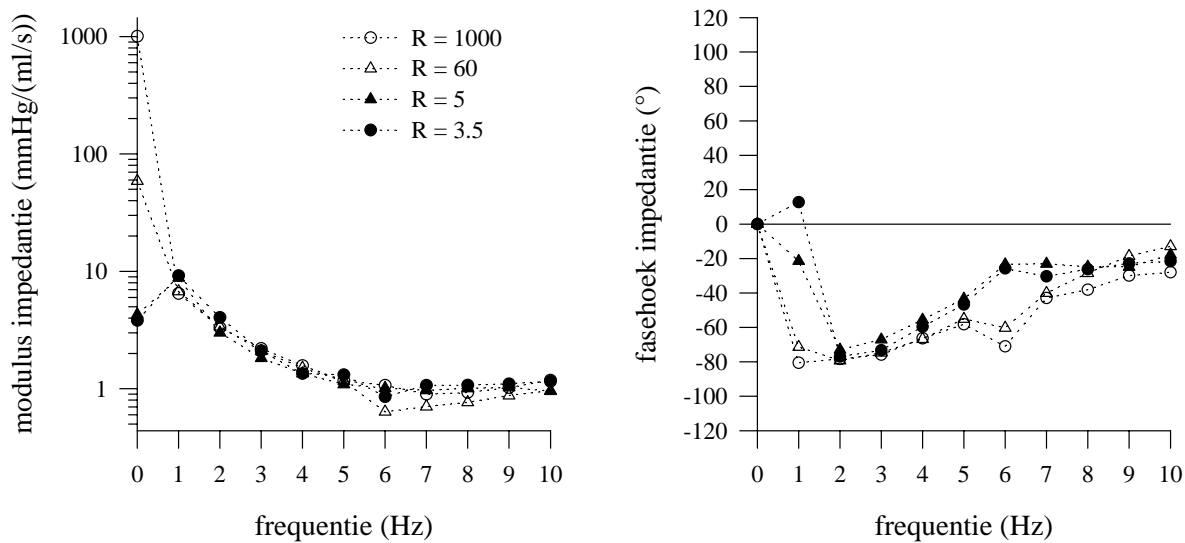 modulus impedantie (mmHg/(ml/s))
1000
100
10
1
R = 1000
R = 60
R = 5
R = 3.5
0 1 2 3 4 5 6 7 8 9 10
frequentie (Hz)
fasehoek impedantie (°)
120
100
80
60
40
20
0
-20
-40
-60
-80
-100
-120
0 1 2 3 4 5 6 7 8 9 10
frequentie (Hz)